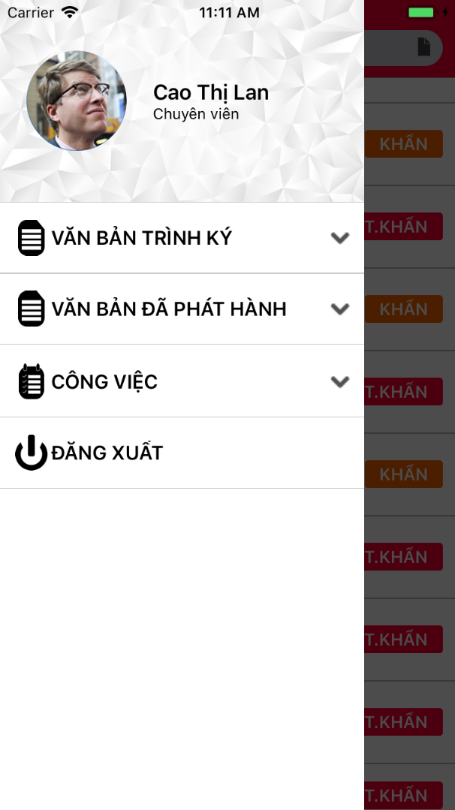 Carrier 11:11 AM
Cao Thị Lan
Chuyên viên
VĂN BẢN TRÌNH KÝ
VĂN BẢN ĐÃ PHÁT HÀNH
CÔNG VIỆC
ĐĂNG XUẤT
KHẨN
T.KHẨN
KHẨN
T.KHẨN
KHẨN
T.KHẨN
T.KHẨN
T.KHẨN
T.KHẨN